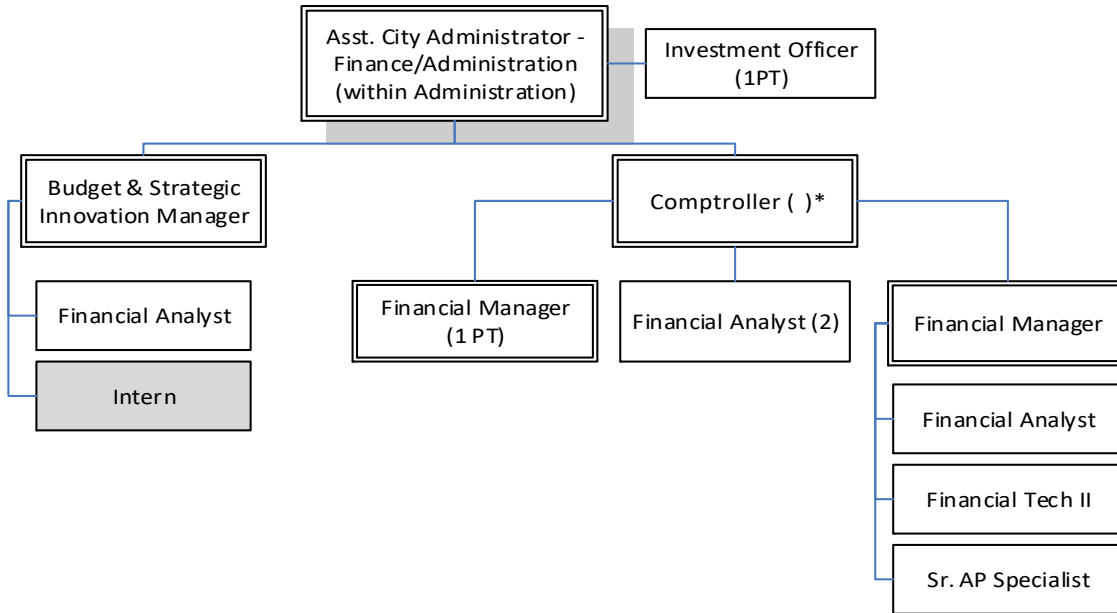 Asst. City Administrator -
Finance/Administration
(within Administration)
Investment Officer
(1PT)
Budget & Strategic
Innovation Manager
Comptroller ( )*
Financial Analyst
Intern
Financial Manager
(1 PT)
Financial Analyst (2)
Financial Manager
Financial Analyst
Financial Tech II
Sr. AP Specialist